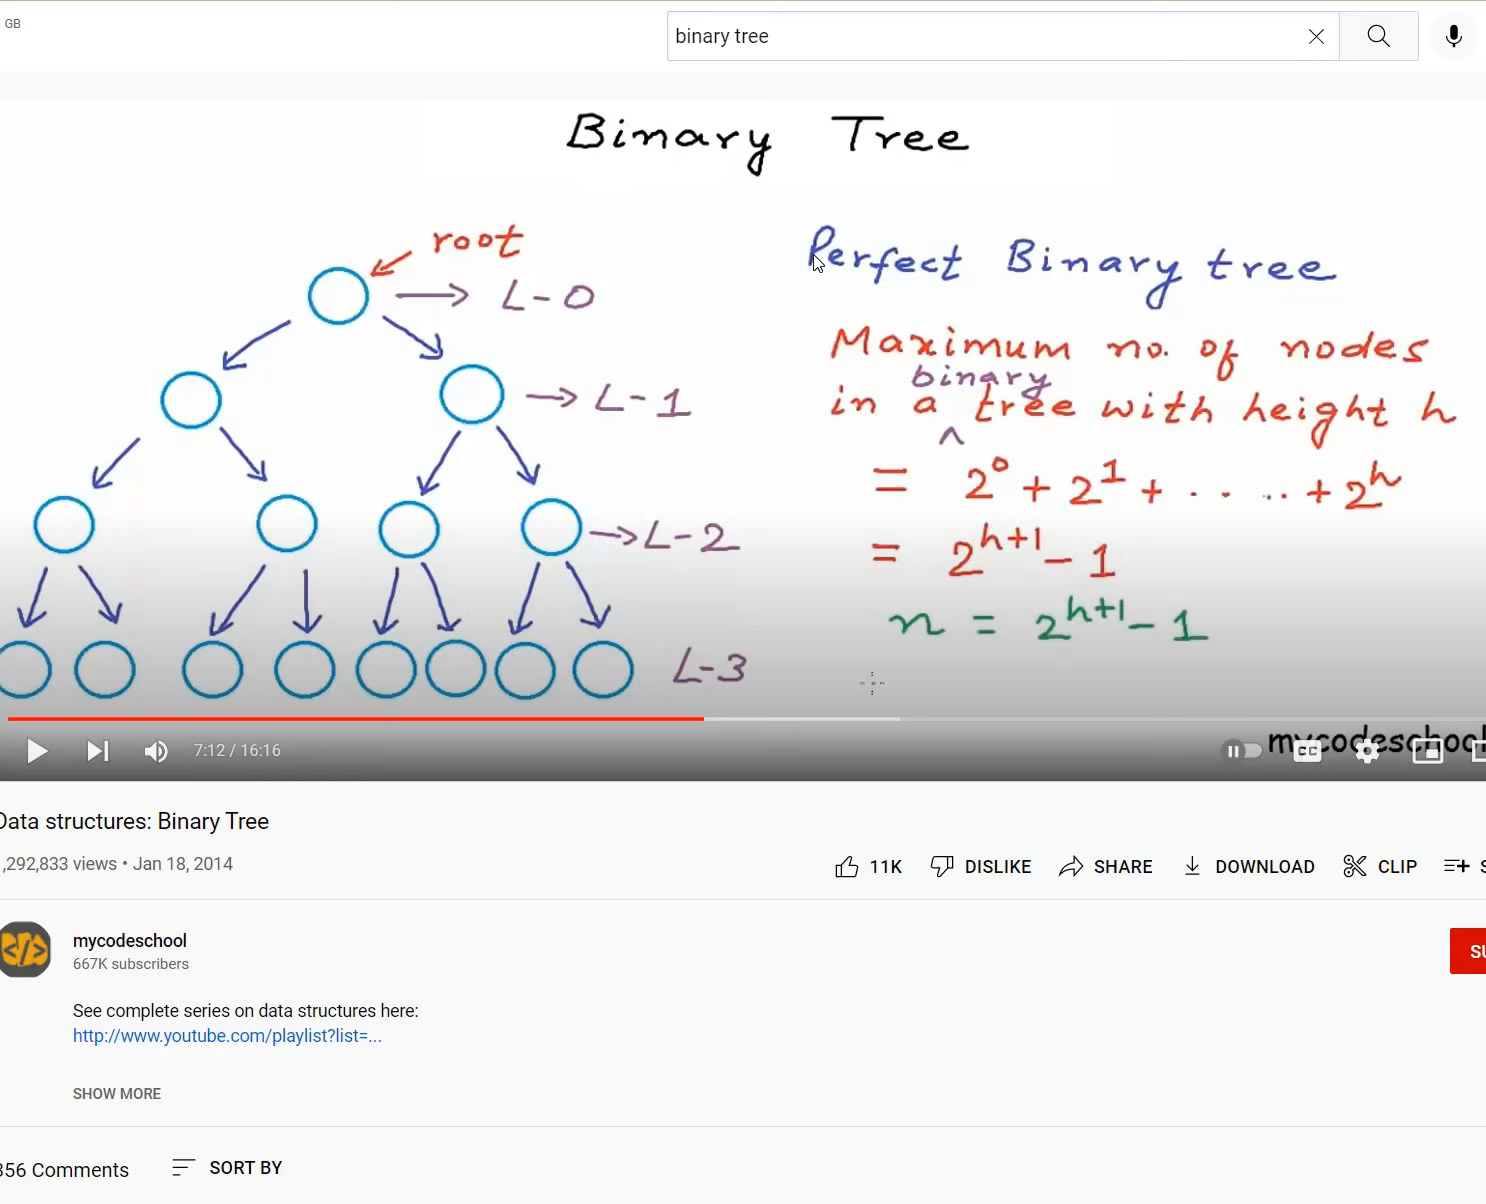 GB
binary tree
Binary Tree
root
L-0
L-1
L-2
L-3
Perfect Binary tree
Maximum no. of nodes
binary
in a ^ tree with height h
= 2⁰ + 2¹ + . . . . + 2ʰ
= 2ʰ⁺¹ - 1
n = 2ʰ⁺¹ - 1
7:12 / 16:16
CC
mycodeschool
Data structures: Binary Tree
,292,833 views • Jan 18, 2014
11K
DISLIKE
SHARE
DOWNLOAD
CLIP
S
</>
mycodeschool
667K subscribers
SU
See complete series on data structures here:
http://www.youtube.com/playlist?list=...
SHOW MORE
356 Comments
SORT BY